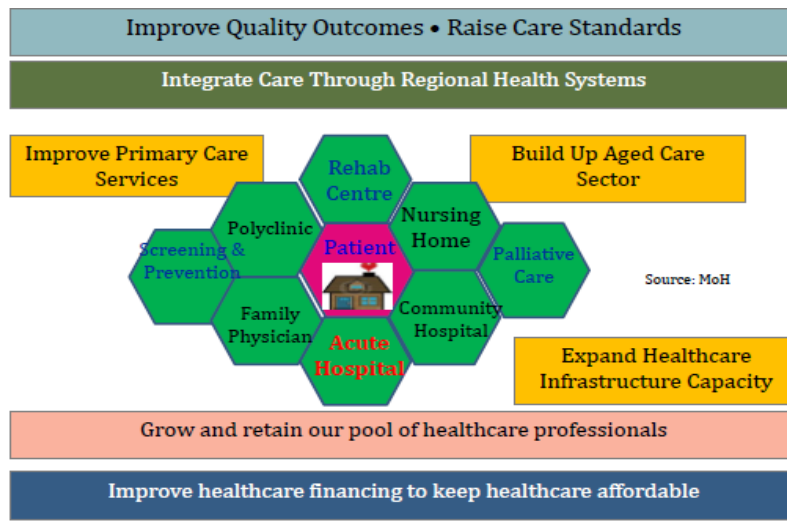 Improve Quality Outcomes • Raise Care Standards
Integrate Care Through Regional Health Systems
Improve Primary Care
Services
Rehab
Centre
Build Up Aged Care
Sector
Polyclinic
Nursing
Home
Screening &
Prevention
Patient
Palliative
Care
Source: MoH
Family
Physician
Community
Hospital
Acute
Hospital
Expand Healthcare
Infrastructure Capacity
Grow and retain our pool of healthcare professionals
Improve healthcare financing to keep healthcare affordable